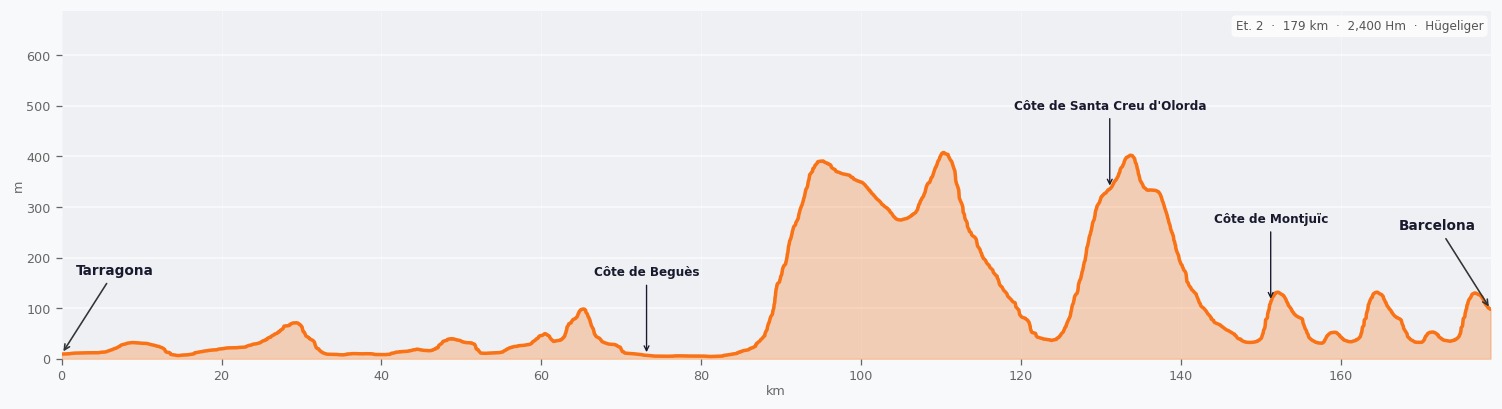 Et. 2 · 179 km · 2,400 Hm · Hügeliger
600
500
Côte de Santa Creu d'Olorda
400
300
Côte de Montjuïc
Barcelona
200
Tarragona
Côte de Beguès
100
0
m
0 20 40 60 80 100 120 140 160
km